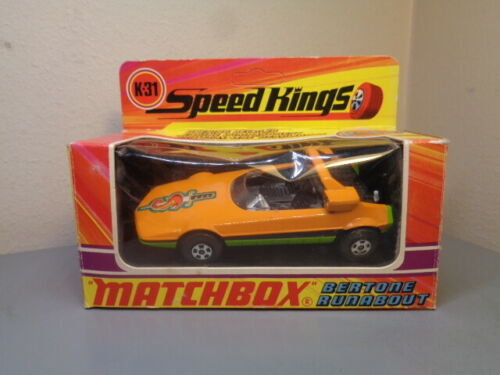 K-31
Speed Kings
"MATCHBOX"®
BERTONE
RUNABOUT